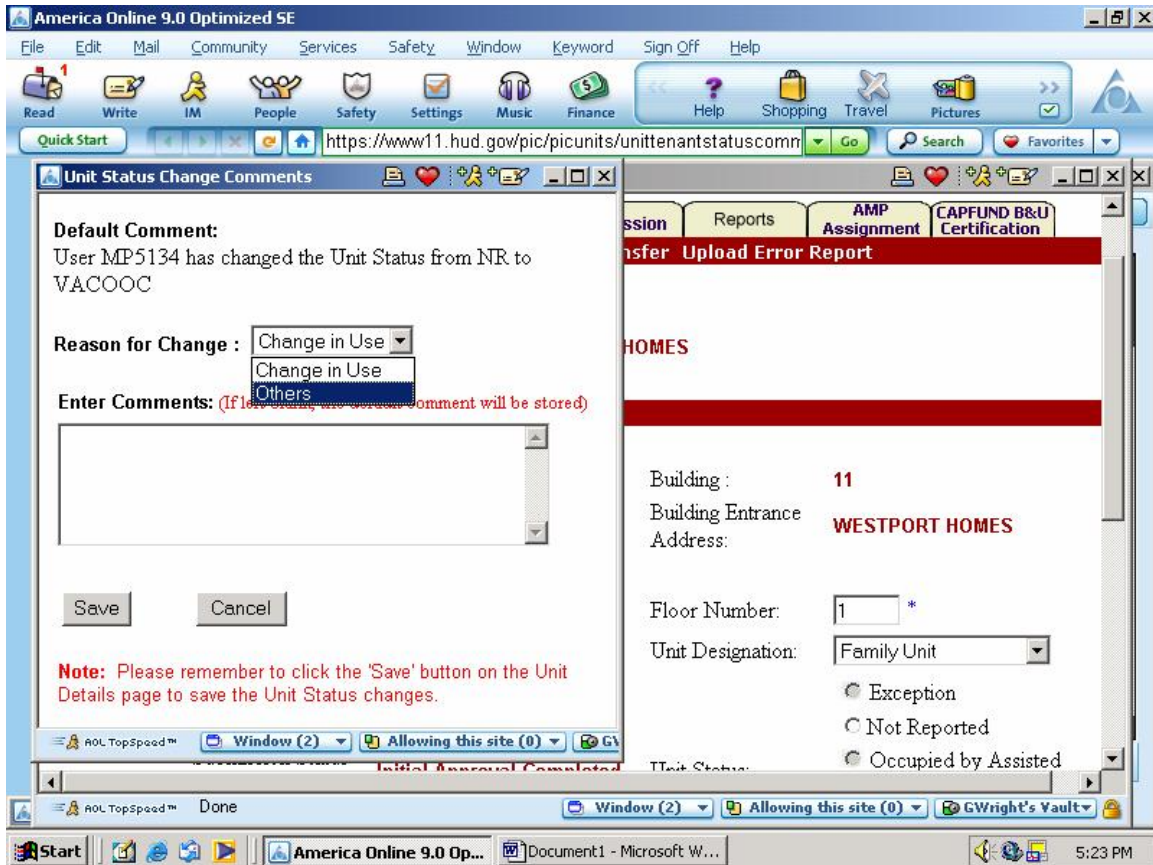 America Online 9.0 Optimized SE
File Edit Mail Community Services Safety Window Keyword Sign Off Help
1
Read Write IM People Safety Settings Music Finance Help Shopping Travel Pictures
Quick Start https://www11.hud.gov/pic/picunits/unittenantstatuscomm Go Search Favorites
Unit Status Change Comments
Default Comment:
User MP5134 has changed the Unit Status from NR to
VACOOC
Reason for Change : Change in Use
Change in Use
Others
Enter Comments: (If left blank, the default comment will be stored)
Save Cancel
Note: Please remember to click the 'Save' button on the Unit
Details page to save the Unit Status changes.
AOL TopSpeed™ Window (2) Allowing this site (0) GV
ssion Reports AMP Assignment CAPFUND B&U Certification
nsfer Upload Error Report
HOMES
Building : 11
Building Entrance
Address: WESTPORT HOMES
Floor Number: 1 *
Unit Designation: Family Unit
Exception
Not Reported
Unit Status: Occupied by Assisted
Initial Approval Completed
AOL TopSpeed™ Done Window (2) Allowing this site (0) GWright's Vault
Start America Online 9.0 Op... Document1 - Microsoft W... 5:23 PM